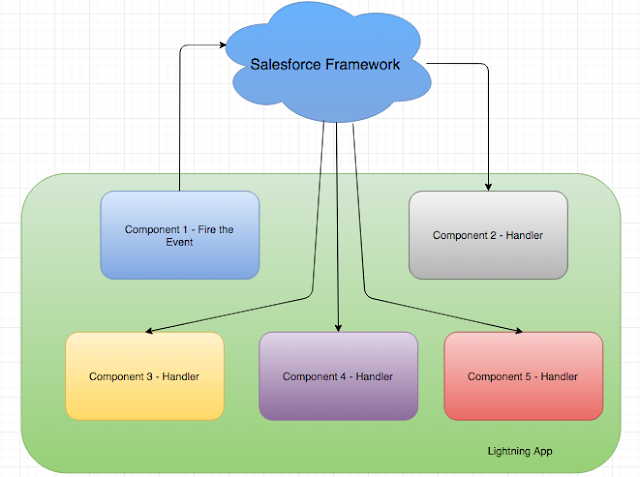 Salesforce Framework
Component 1 - Fire the
Event
Component 2 - Handler
Component 3 - Handler
Component 4 - Handler
Component 5 - Handler
Lightning App